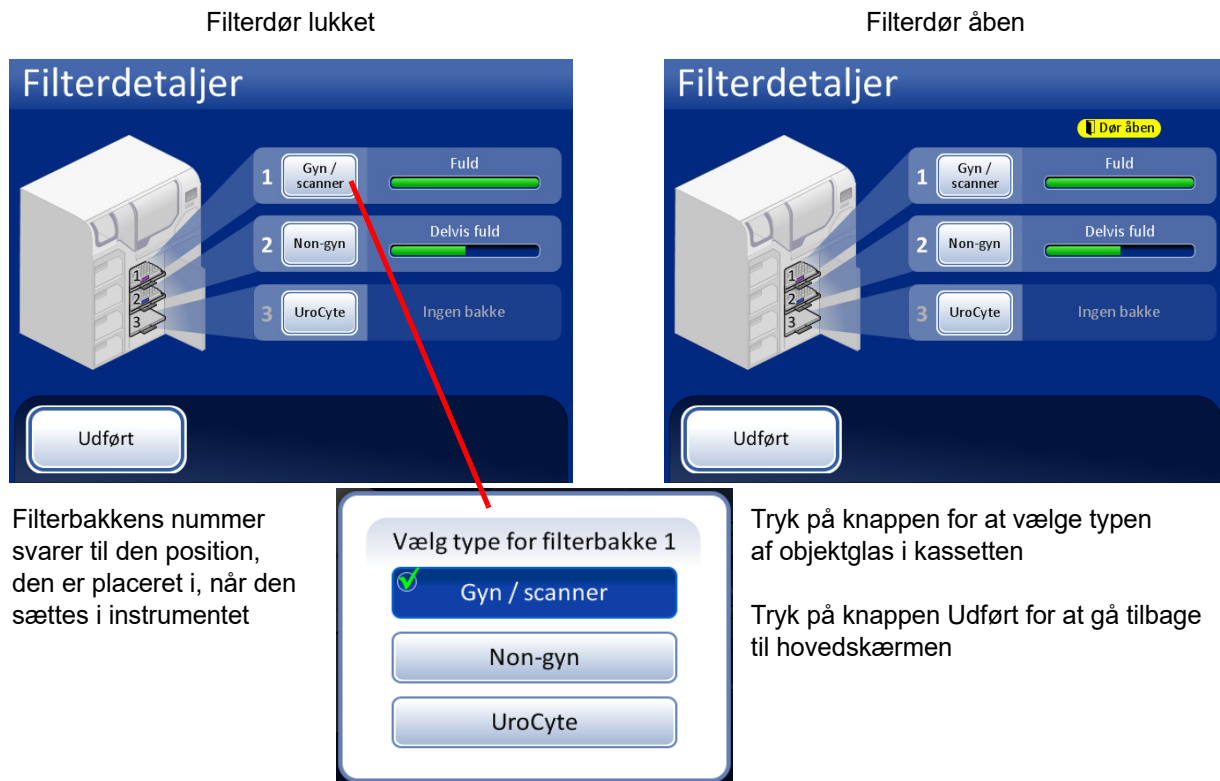 Filterdør lukket
Filterdør åben
Filterdetaljer
1
Gyn /
scanner
Fuld
2
Non-gyn
Delvis fuld
3
UroCyte
Ingen bakke
1
2
3
Udført
Filterdetaljer
Dør åben
1
Gyn /
scanner
Fuld
2
Non-gyn
Delvis fuld
3
UroCyte
Ingen bakke
1
2
3
Udført
Filterbakkens nummer
svarer til den position,
den er placeret i, når den
sættes i instrumentet
Vælg type for filterbakke 1
Gyn / scanner
Non-gyn
UroCyte
Tryk på knappen for at vælge typen
af objektglas i kassetten
Tryk på knappen Udført for at gå tilbage
til hovedskærmen